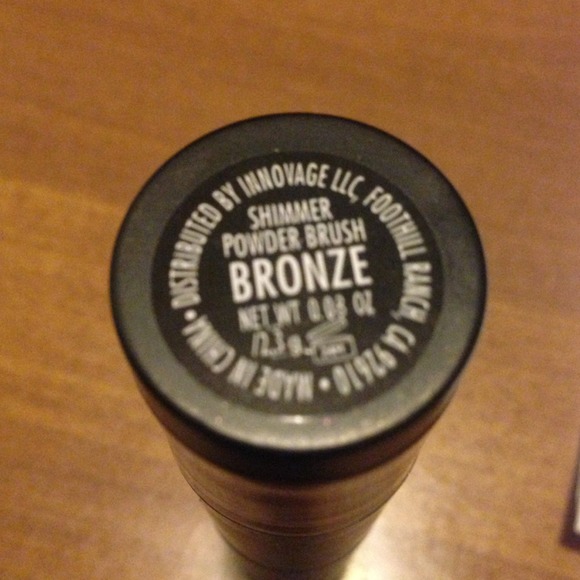 DISTRIBUTED BY INNOVAGE LLC, FOOTHILL RANCH, CA 92610 • MADE IN CHINA •
SHIMMER
POWDER BRUSH
BRONZE
NET WT 0.08 OZ